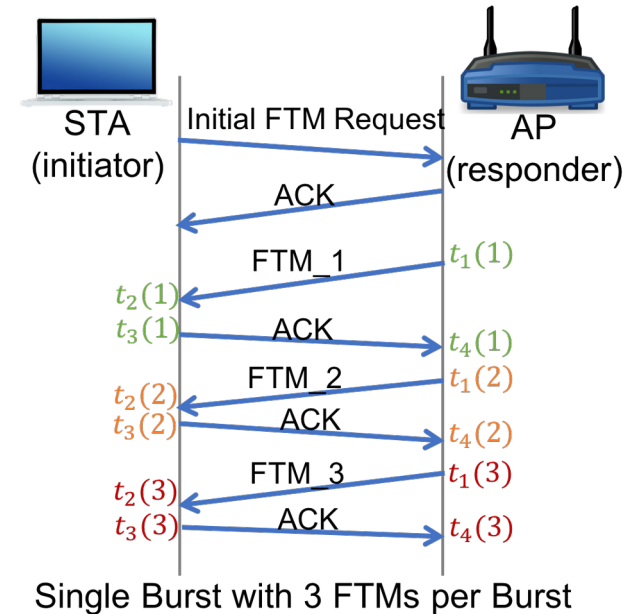 STA
(initiator)
Initial FTM Request
AP
(responder)
ACK
FTM_1
t₁(1)
t₂(1)
t₃(1)
ACK
t₄(1)
FTM_2
t₁(2)
t₂(2)
t₃(2)
ACK
t₄(2)
FTM_3
t₁(3)
t₂(3)
t₃(3)
ACK
t₄(3)
Single Burst with 3 FTMs per Burst